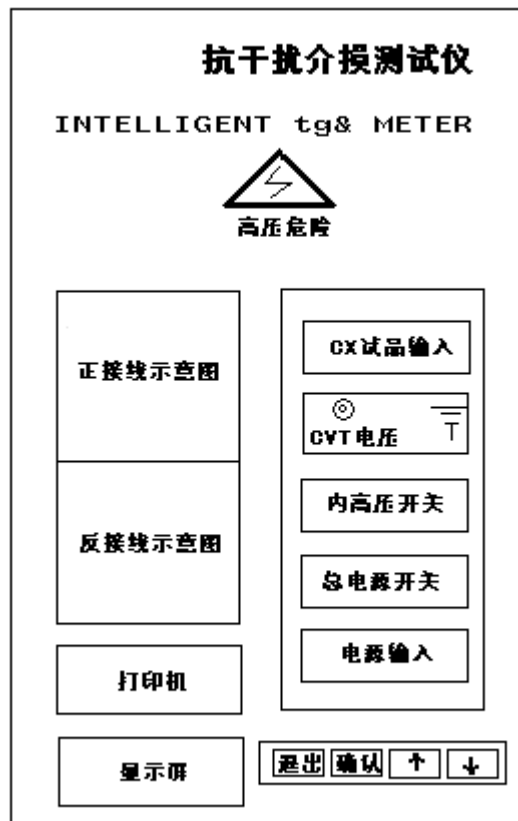 抗干扰介损测试仪
INTELLIGENT tg& METER
高压危险
正接线示意图
反接线示意图
打印机
显示屏
CX试品输入
CVT电压
内高压开关
总电源开关
电源输入
退出 确认 ↑ ↓